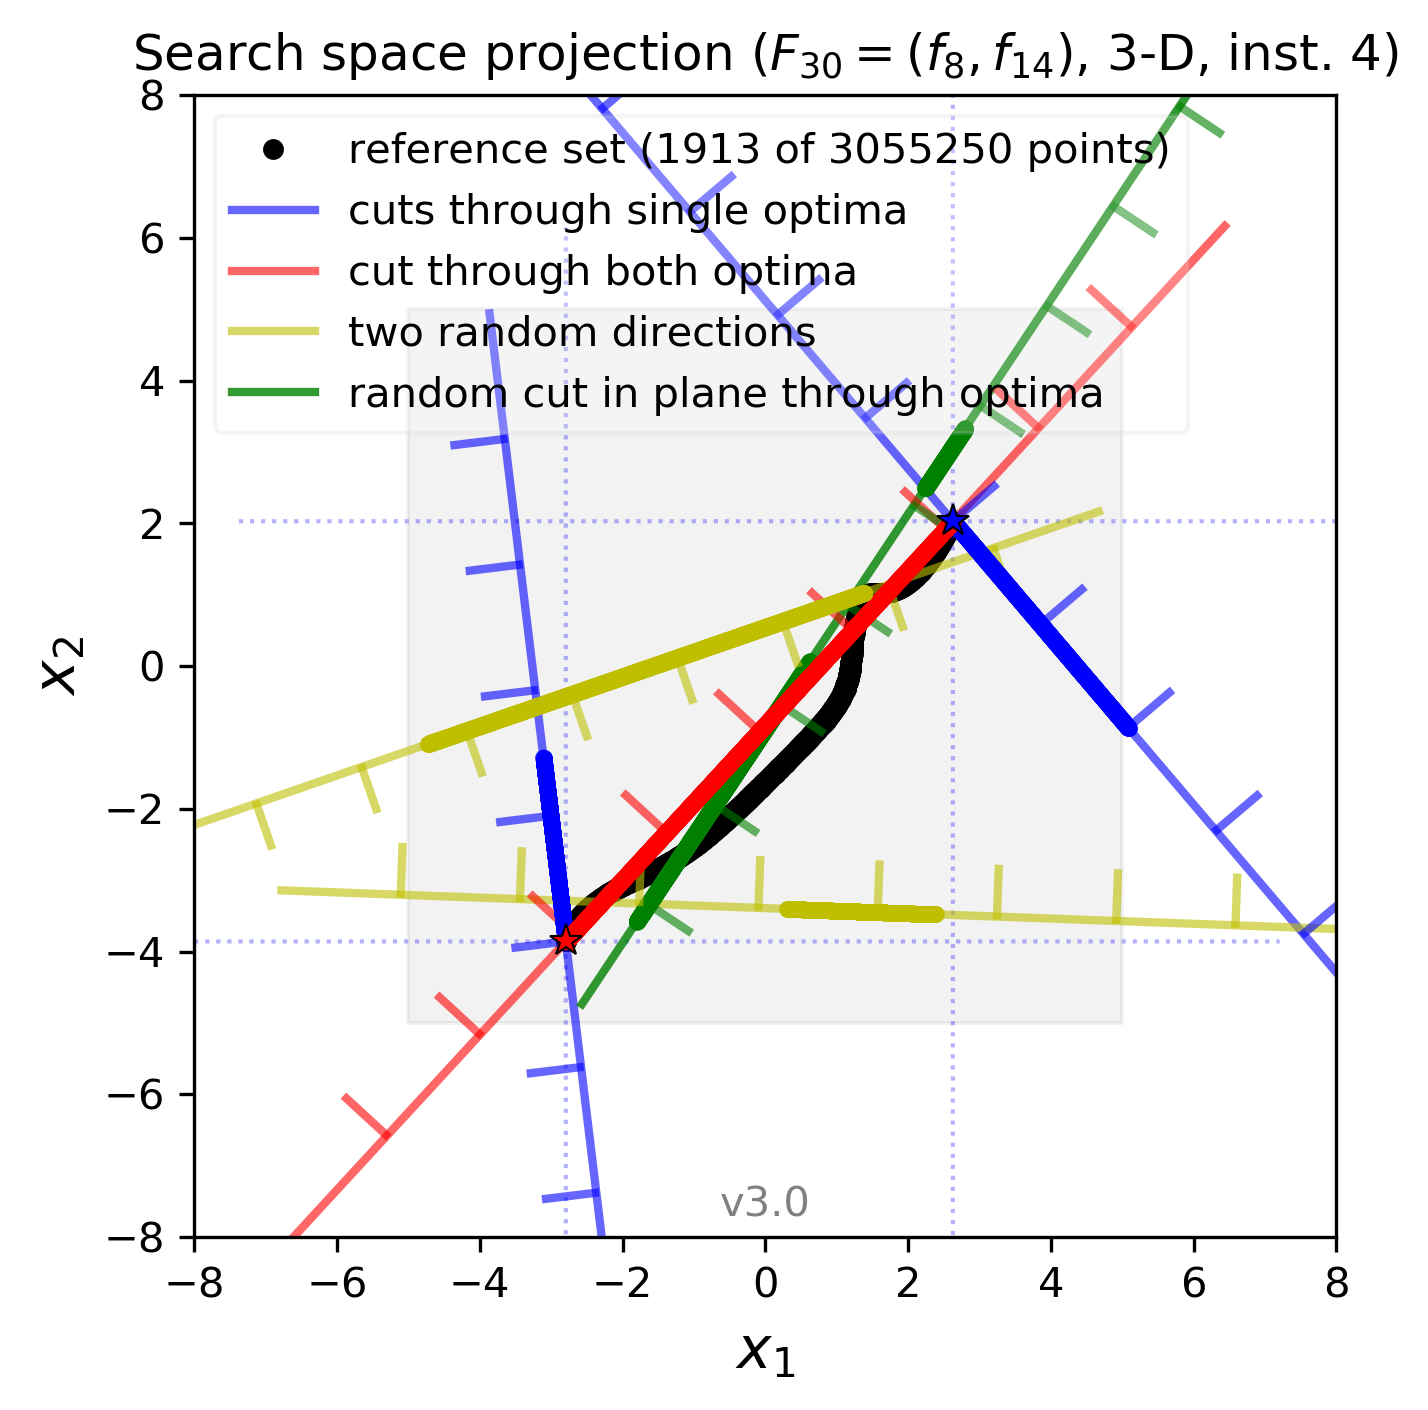 Search space projection (F₃₀ = (f₈, f₁₄), 3-D, inst. 4)
reference set (1913 of 3055250 points)
cuts through single optima
cut through both optima
two random directions
random cut in plane through optima
8
6
4
2
0
−2
−4
−6
−8
x₂
v3.0
−8 −6 −4 −2 0 2 4 6 8
x₁